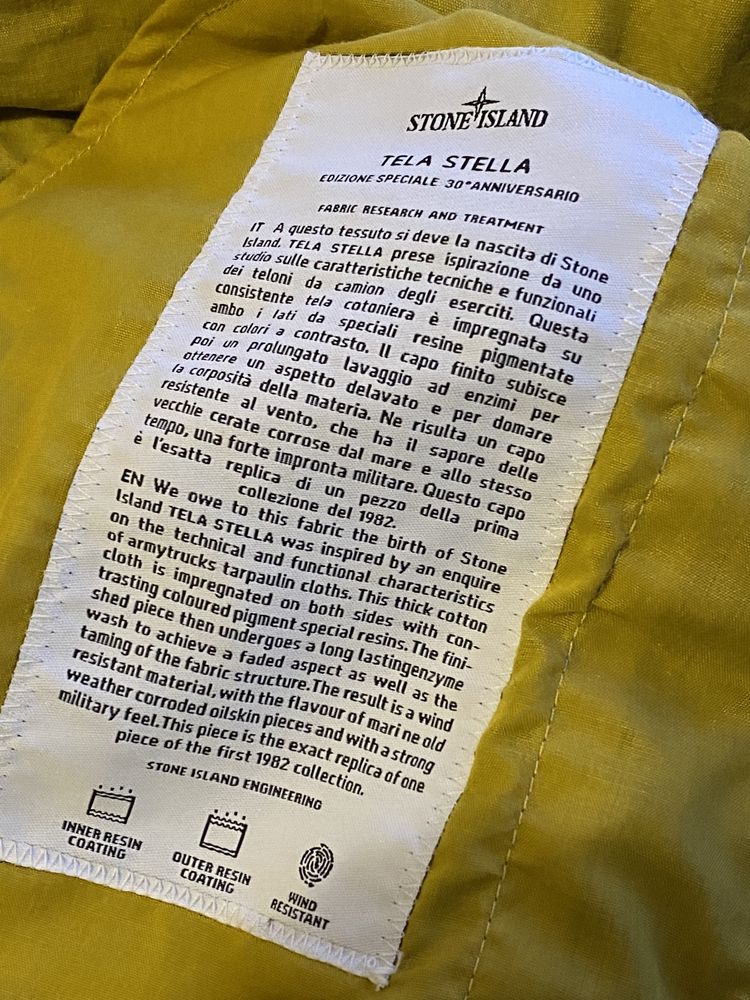 STONE ISLAND
TELA STELLA
EDIZIONE SPECIALE 30°ANNIVERSARIO
FABRIC RESEARCH AND TREATMENT
IT A questo tessuto si deve la nascita di Stone
Island. TELA STELLA prese ispirazione da uno
studio sulle caratteristiche tecniche e funzionali
dei teloni da camion degli eserciti. Questa
consistente tela cotoniera è impregnata su
ambo i lati da speciali resine pigmentate
con colori a contrasto. Il capo finito subisce
poi un prolungato lavaggio ad enzimi per
ottenere un aspetto delavato e per domare
la corposità della materia. Ne risulta un capo
resistente al vento, che ha il sapore delle
vecchie cerate corrose dal mare e allo stesso
tempo, una forte impronta militare. Questo capo
è l'esatta replica di un pezzo della prima
collezione del 1982.
EN We owe to this fabric the birth of Stone
Island TELA STELLA was inspired by an enquire
on the technical and functional characteristics
of armytrucks tarpaulin cloths. This thick cotton
cloth is impregnated on both sides with con-
trasting coloured pigment special resins. The fini-
shed piece then undergoes a long lastingenzyme
wash to achieve a faded aspect as well as the
taming of the fabric structure.The result is a wind
resistant material, with the flavour of mari ne old
weather corroded oilskin pieces and with a strong
military feel.This piece is the exact replica of one
piece of the first 1982 collection.
STONE ISLAND ENGINEERING
INNER RESIN
COATING
OUTER RESIN
COATING
WIND
RESISTANT